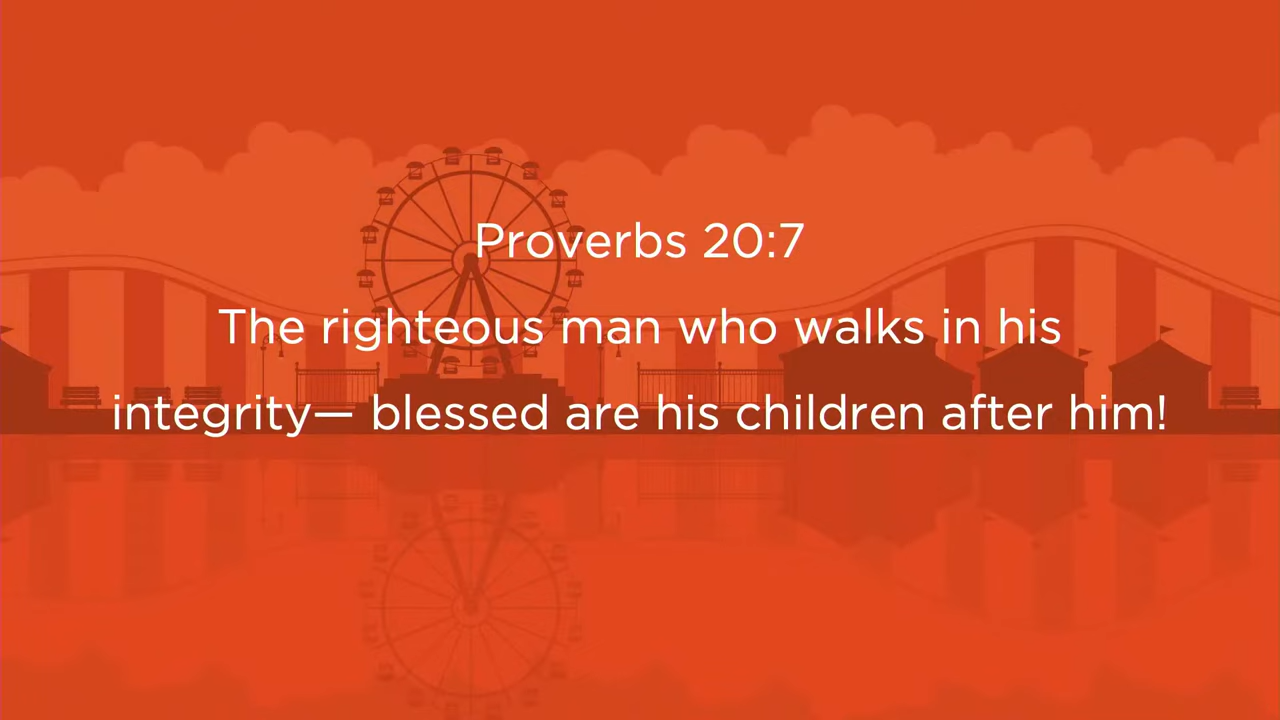 Proverbs 20:7
The righteous man who walks in his
integrity— blessed are his children after him!